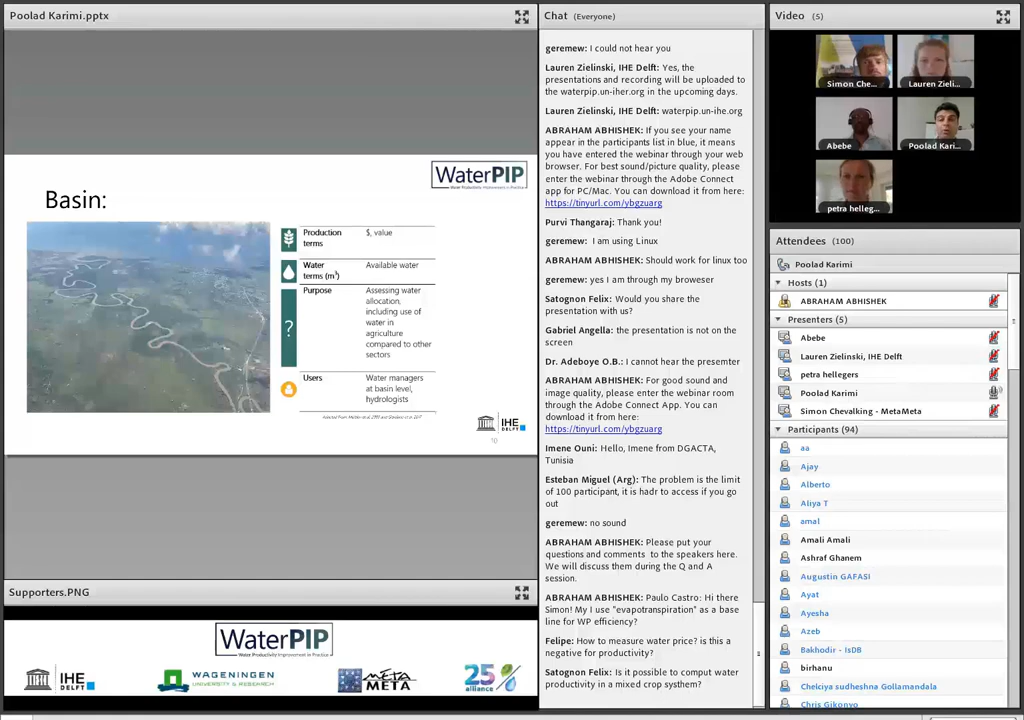 Poolad Karimi.pptx
WaterPIP
Water Productivity Improvement in Practice
Basin:
Production terms
$, value
Water terms (m³)
Available water
?
Purpose
Assessing water
allocation,
including use of
water in
agriculture
compared to other
sectors
Users
Water managers
at basin level,
hydrologists
IHE
DELFT
10
Supporters.PNG
WaterPIP
Water Productivity Improvement in Practice
IHE
DELFT
WAGENINGEN
UNIVERSITY & RESEARCH
META
META
25
alliance
Chat (Everyone)
geremew: I could not hear you
Lauren Zielinski, IHE Delft: Yes, the
presentations and recording will be uploaded
to the waterpip.un-iher.org in the upcoming days.
Lauren Zielinski, IHE Delft: waterpip.un-ihe.org
ABRAHAM ABHISHEK: If you see your name
appear in the participants list in blue, it means
you have entered the webinar through your web
browser. For best sound/picture quality, please
enter the webinar through the Adobe Connect
app for PC/Mac. You can download it from here:
https://tinyurl.com/ybgzuarg
Purvi Thangaraj: Thank you!
geremew: I am using Linux
ABRAHAM ABHISHEK: Should work for linux too
geremew: yes I am through my broweser
Satognon Felix: Would you share the
presentation with us?
Gabriel Angella: the presentation is not on the
screen
Dr. Adeboye O.B.: I cannot hear the presemter
ABRAHAM ABHISHEK: For good sound and
image quality, please enter the webinar room
through the Adobe Connect App. You can
download it from here:
https://tinyurl.com/ybgzuarg
Imene Ouni: Hello, Imene from DGACTA,
Tunisia
Esteban Miguel (Arg): The problem is the limit
of 100 participant, it is hadr to access if you go
out
geremew: no sound
ABRAHAM ABHISHEK: Please put your
questions and comments to the speakers here.
We will discuss them during the Q and A
session.
ABRAHAM ABHISHEK: Paulo Castro: Hi there
Simon! My I use "evapotranspiration" as a base
line for WP efficiency?
Felipe: How to measure water price? is this a
negative for productivity?
Satognon Felix: Is it possible to comput water
productivity in a mixed crop systhem?
Video (5)
Simon Che...
Lauren Zieli...
Abebe
Poolad Kari...
petra helleg...
Attendees (100)
Poolad Karimi
Hosts (1)
ABRAHAM ABHISHEK
Presenters (5)
Abebe
Lauren Zielinski, IHE Delft
petra hellegers
Poolad Karimi
Simon Chevalking - MetaMeta
Participants (94)
aa
Ajay
Alberto
Aliya T
amal
Amali Amali
Ashraf Ghanem
Augustin GAFASI
Ayat
Ayesha
Azeb
Bakhodir - IsDB
birhanu
Chelciya sudheshna Gollamandala
Chris Gikonyo